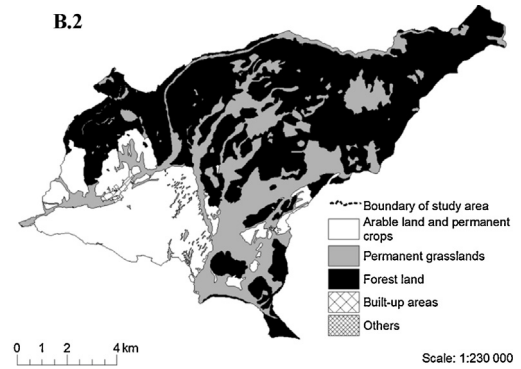 B.2
Boundary of study area
Arable land and permanent
crops
Permanent grasslands
Forest land
Built-up areas
Others
0 1 2 4 km
Scale: 1:230 000